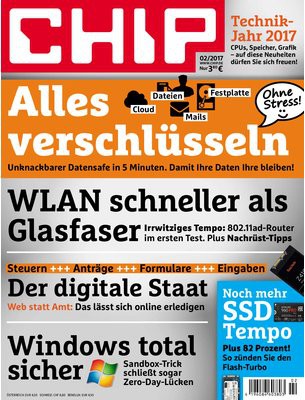 CHIP
Technik-
Jahr 2017
CPUs, Speicher, Grafik
– auf diese Neuheiten
dürfen Sie sich freuen!
02/2017
WWW.CHIP.DE
Nur 3,99 €
Alles
Cloud
Dateien
Mails
Festplatte
Ohne
Stress!
verschlüsseln
Unknackbarer Datensafe in 5 Minuten. Damit Ihre Daten Ihre bleiben!
WLAN schneller als
Glasfaser
Irrwitziges Tempo: 802.11ad-Router
im ersten Test. Plus Nachrüst-Tipps
Steuern +++ Anträge +++ Formulare +++ Eingaben
Der digitale Staat
Web statt Amt: Das lässt sich online erledigen
Windows total
sicher
Sandbox-Trick
schließt sogar
Zero-Day-Lücken
Noch mehr
SSD
Tempo
Plus 82 Prozent!
So zünden Sie den
Flash-Turbo